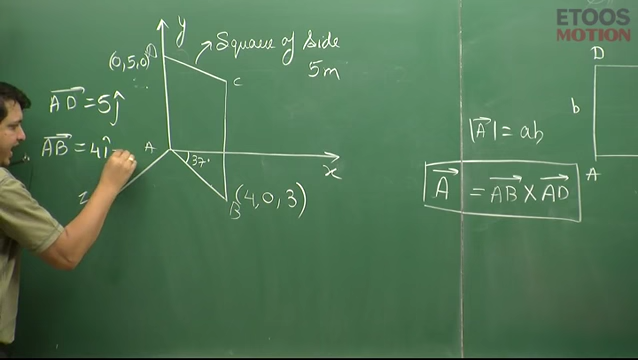 ETOOS
MOTION
y
(0,5,0) D
Square of side
5m
C
AD = 5ĵ
AB = 4î
A
37°
x
B (4,0,3)
D
b
A
|A| = ab
A = AB X AD